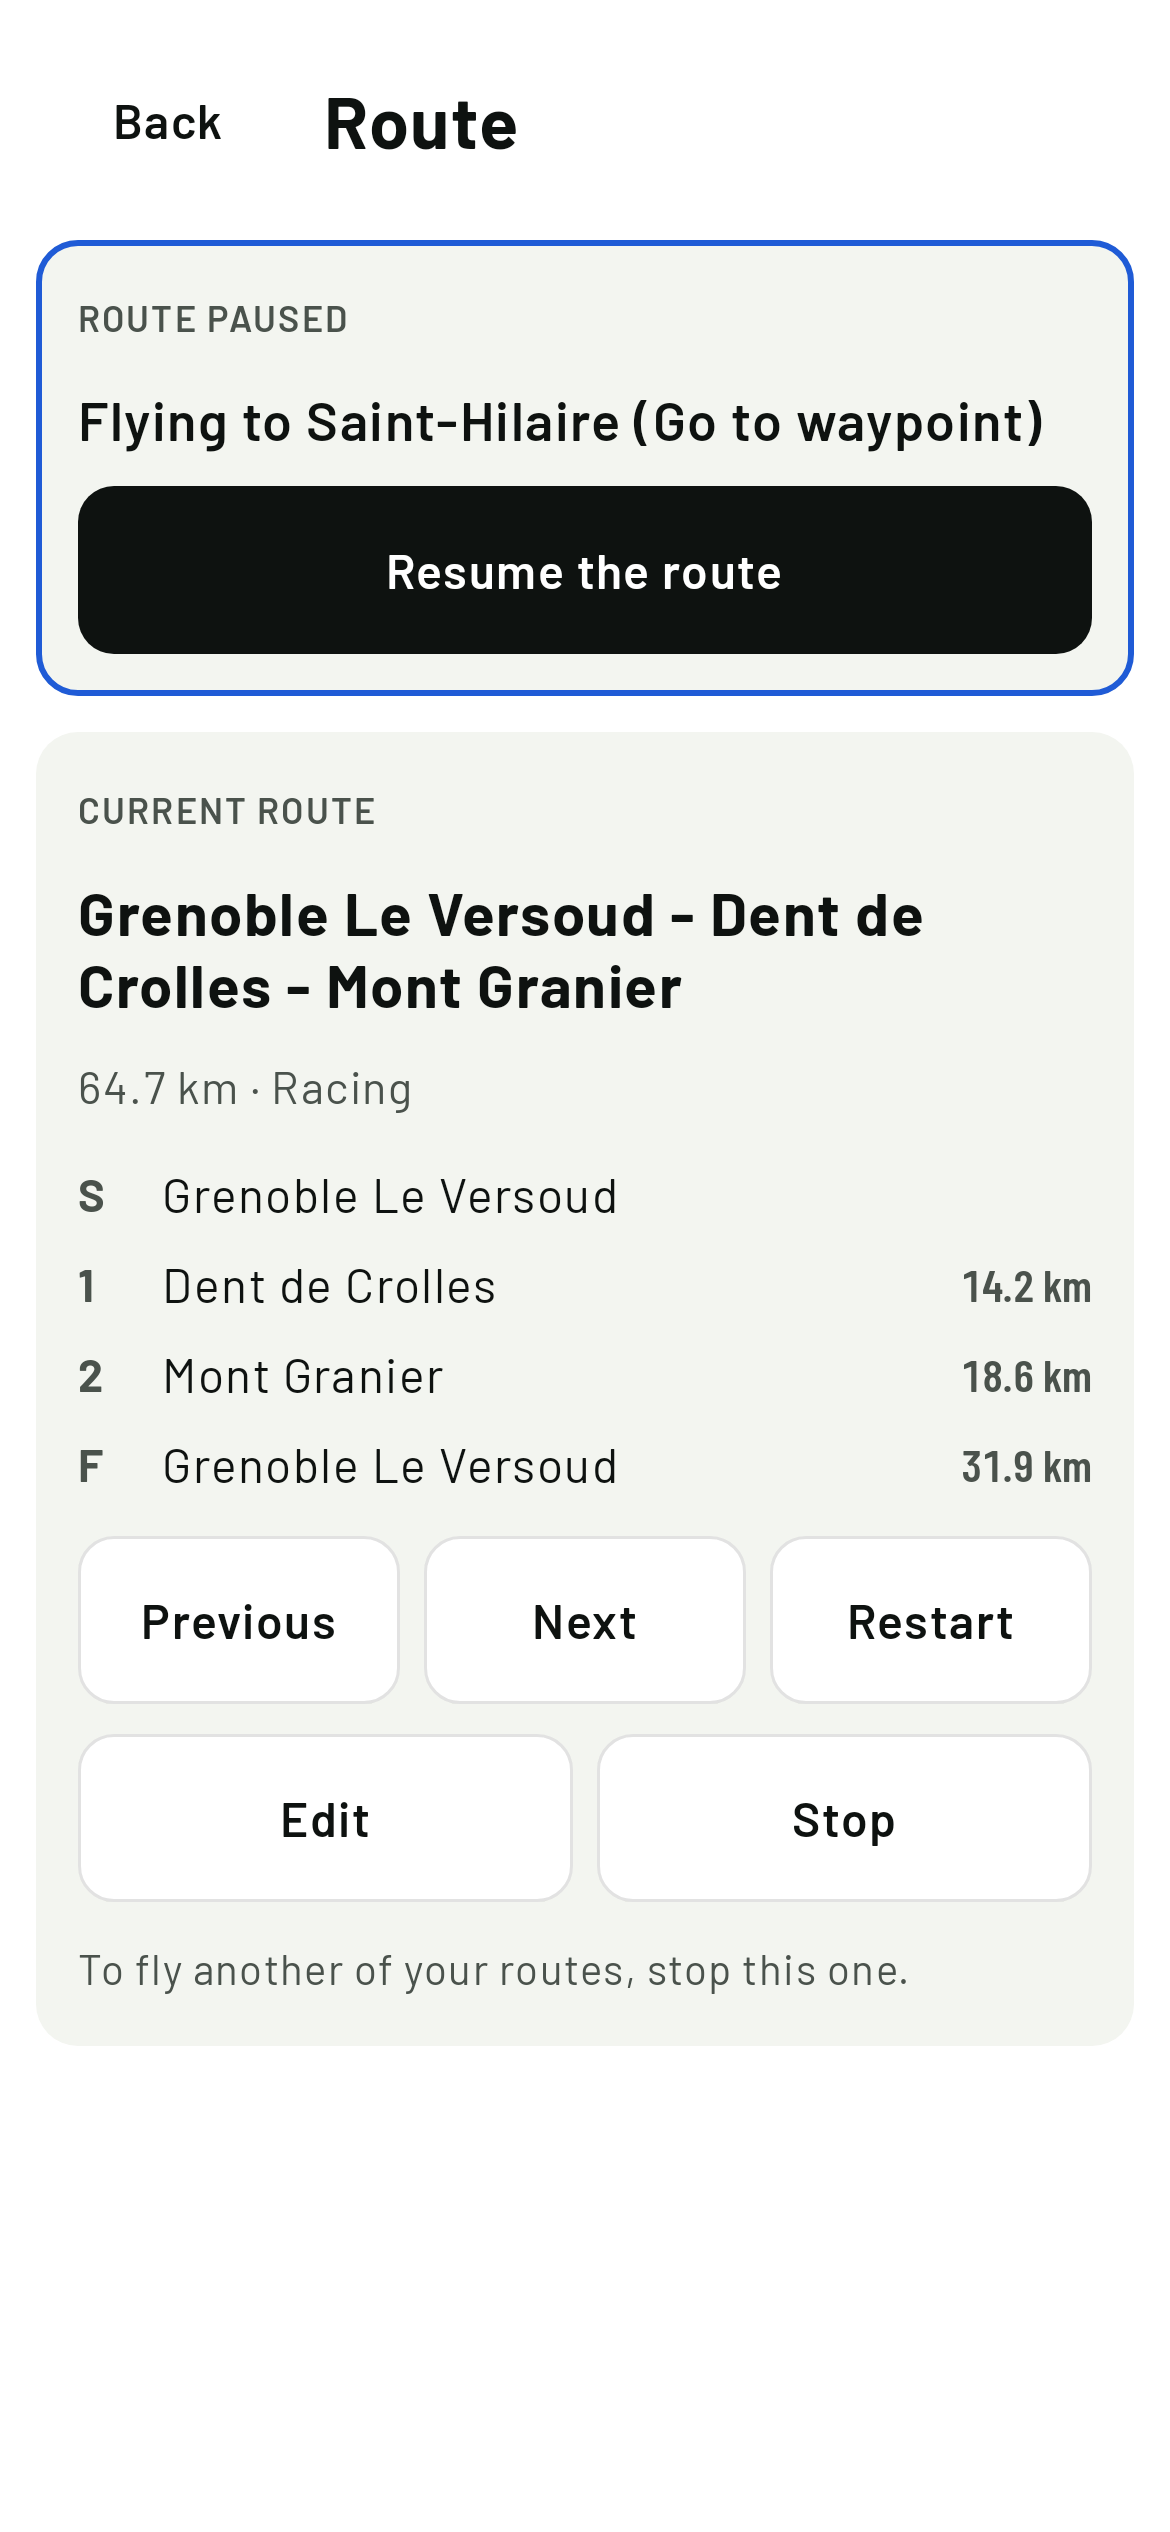 Back Route
ROUTE PAUSED
Flying to Saint-Hilaire (Go to waypoint)
Resume the route
CURRENT ROUTE
Grenoble Le Versoud - Dent de
Crolles - Mont Granier
64.7 km · Racing
S Grenoble Le Versoud
1 Dent de Crolles 14.2 km
2 Mont Granier 18.6 km
F Grenoble Le Versoud 31.9 km
Previous Next Restart
Edit Stop
To fly another of your routes, stop this one.